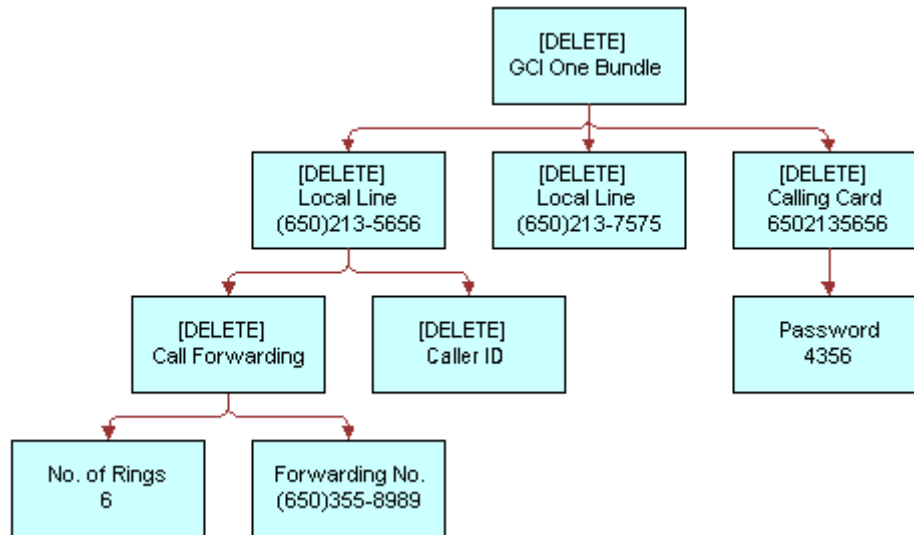 [DELETE]
GCI One Bundle
[DELETE]
Local Line
(650)213-5656
[DELETE]
Local Line
(650)213-7575
[DELETE]
Calling Card
6502135656
[DELETE]
Call Forwarding
[DELETE]
Caller ID
Password
4356
No. of Rings
6
Forwarding No.
(650)355-8989